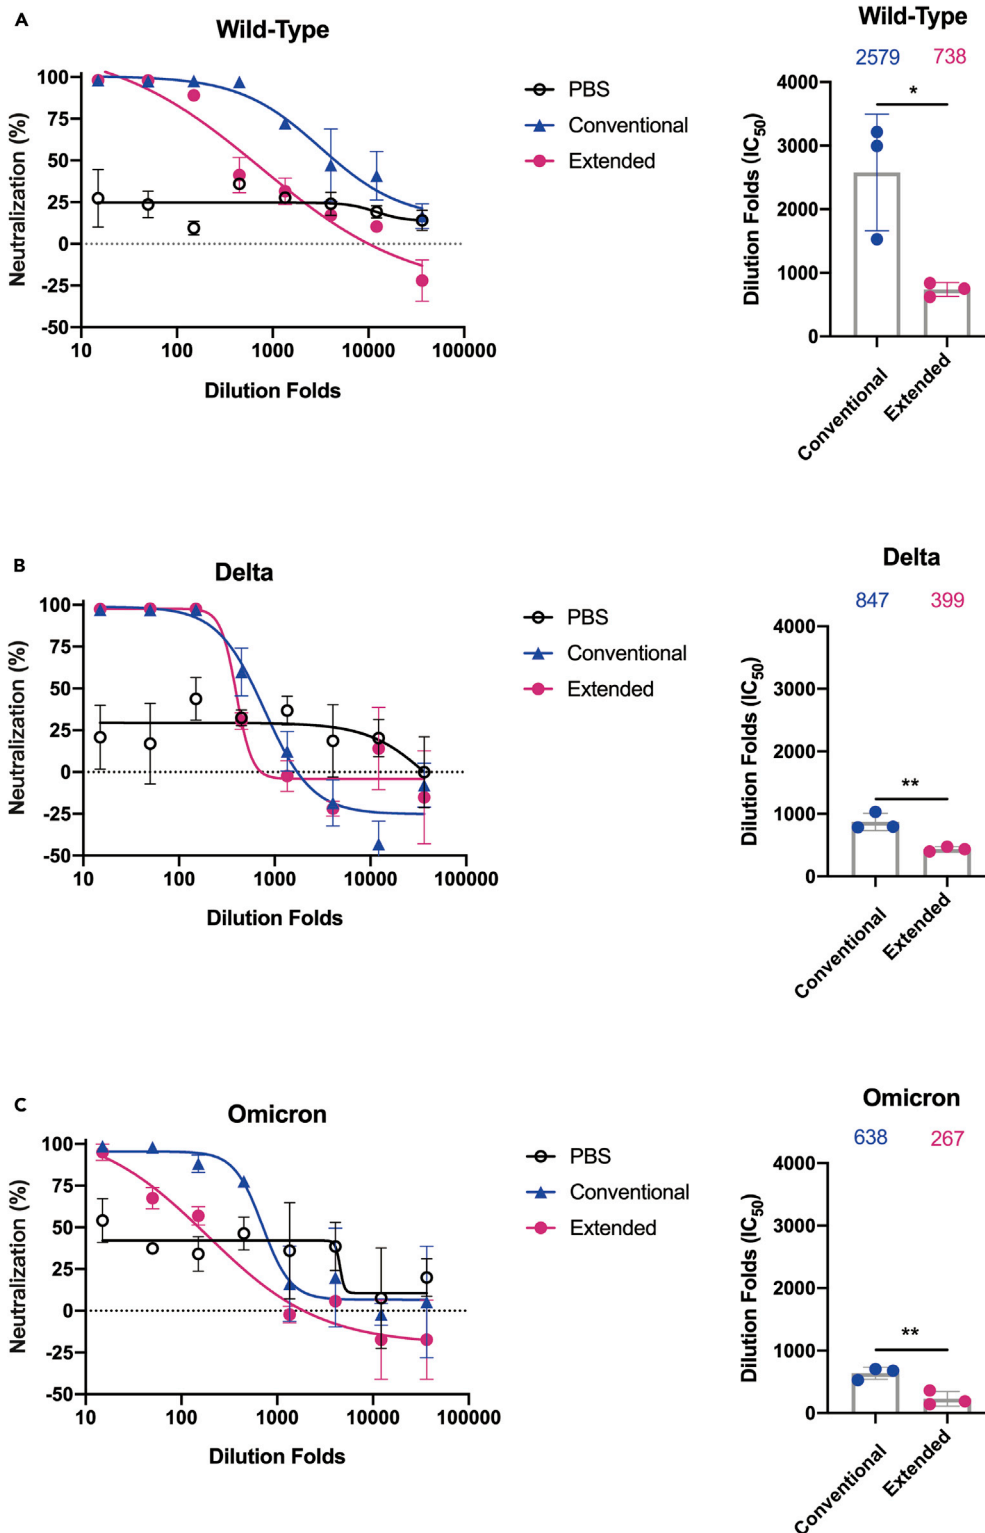 A
Wild-Type
Neutralization (%)
100
75
50
25
0
-25
-50
10
100
1000
10000
100000
Dilution Folds
PBS
Conventional
Extended
Wild-Type
2579
738
*
Dilution Folds (IC50)
4000
3000
2000
1000
0
Conventional
Extended
B
Delta
Neutralization (%)
100
75
50
25
0
-25
-50
10
100
1000
10000
100000
Dilution Folds
PBS
Conventional
Extended
Delta
847
399
**
Dilution Folds (IC50)
4000
3000
2000
1000
0
Conventional
Extended
C
Omicron
Neutralization (%)
100
75
50
25
0
-25
-50
10
100
1000
10000
100000
Dilution Folds
PBS
Conventional
Extended
Omicron
638
267
**
Dilution Folds (IC50)
4000
3000
2000
1000
0
Conventional
Extended